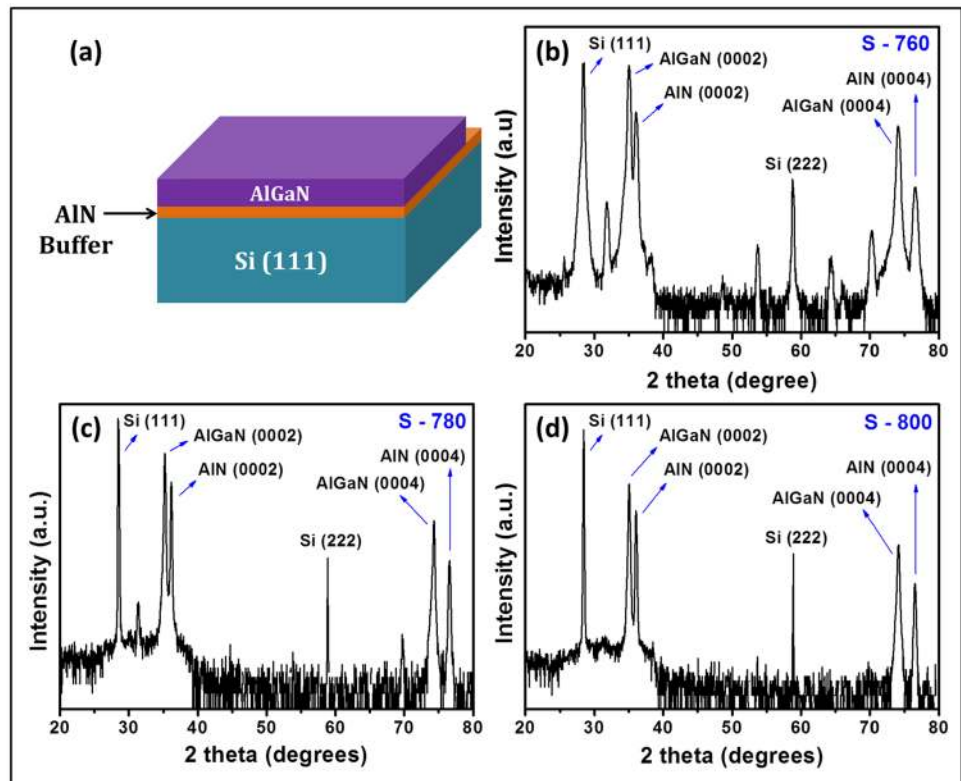 (a)
AlGaN
AlN
Buffer
Si (111)
(b)
S - 760
Si (111)
AlGaN (0002)
AlN (0002)
Si (222)
AlGaN (0004)
AlN (0004)
Intensity (a.u)
20 30 40 50 60 70 80
2 theta (degree)
(c)
S - 780
Si (111)
AlGaN (0002)
AlN (0002)
Si (222)
AlGaN (0004)
AlN (0004)
Intensity (a.u.)
20 30 40 50 60 70 80
2 theta (degrees)
(d)
S - 800
Si (111)
AlGaN (0002)
AlN (0002)
Si (222)
AlGaN (0004)
AlN (0004)
Intensity (a.u.)
20 30 40 50 60 70 80
2 theta (degrees)